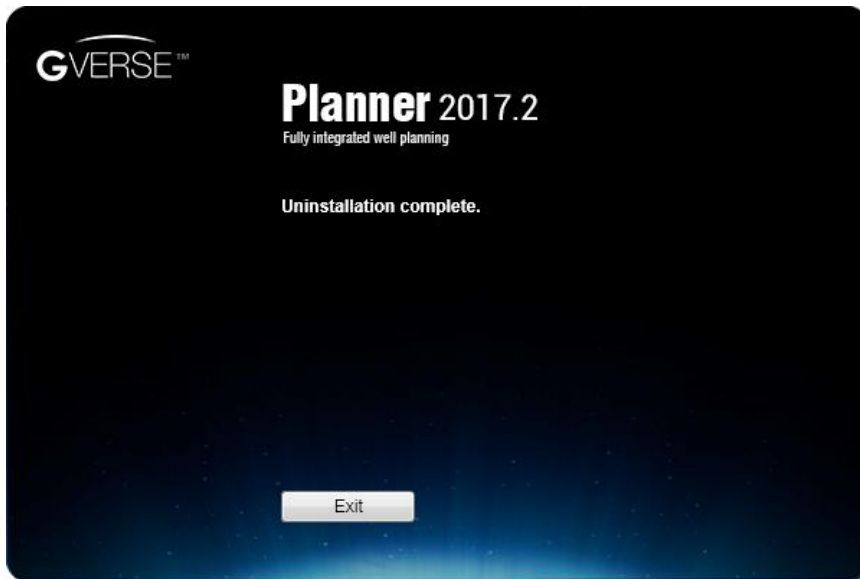 GVERSE™
Planner 2017.2
Fully integrated well planning
Uninstallation complete.
Exit